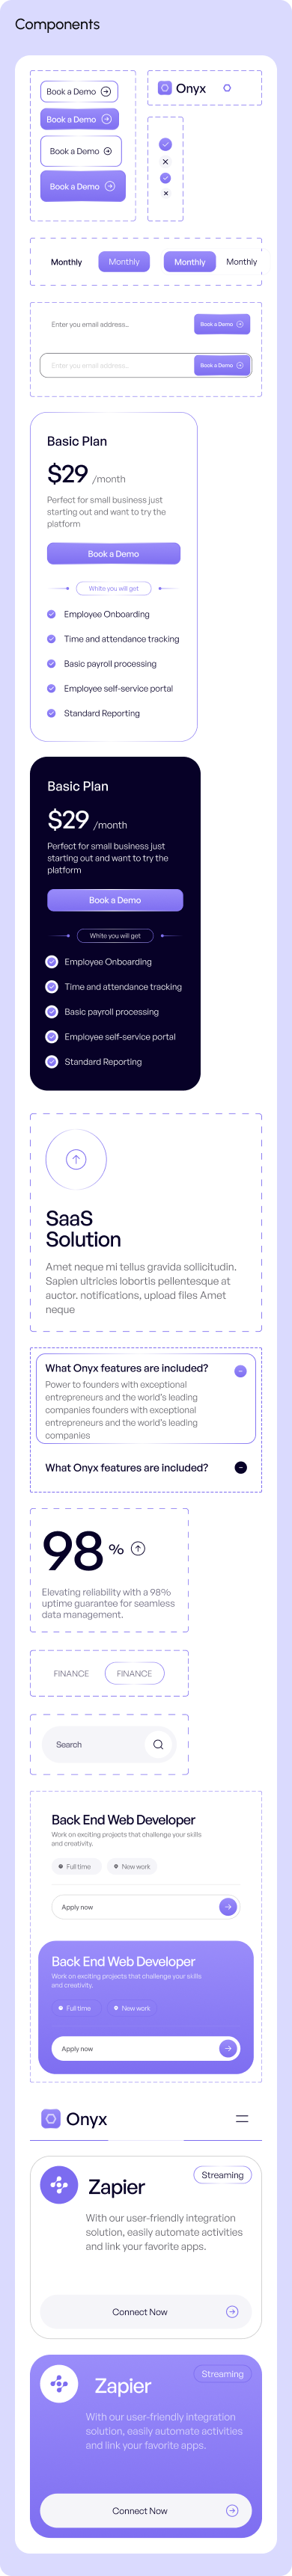 Components
Book a Demo
Onyx
Book a Demo
Book a Demo
Book a Demo
Monthly Monthly Monthly Monthly
Enter you email address... Book a Demo
Enter you email address... Book a Demo
Basic Plan
$29 /month
Perfect for small business just
starting out and want to try the
platform
Book a Demo
White you will get
Employee Onboarding
Time and attendance tracking
Basic payroll processing
Employee self-service portal
Standard Reporting
Basic Plan
$29 /month
Perfect for small business just
starting out and want to try the
platform
Book a Demo
White you will get
Employee Onboarding
Time and attendance tracking
Basic payroll processing
Employee self-service portal
Standard Reporting
SaaS
Solution
Amet neque mi tellus gravida sollicitudin.
Sapien ultricies lobortis pellentesque at
auctor. notifications, upload files Amet
neque
What Onyx features are included?
Power to founders with exceptional
entrepreneurs and the world's leading
companies founders with exceptional
entrepreneurs and the world's leading
companies
What Onyx features are included?
98 %
Elevating reliability with a 98%
uptime guarantee for seamless
data management.
FINANCE FINANCE
Search
Back End Web Developer
Work on exciting projects that challenge your skills
and creativity.
Full time New work
Apply now
Back End Web Developer
Work on exciting projects that challenge your skills
and creativity.
Full time New work
Apply now
Onyx
Streaming
Zapier
With our user-friendly integration
solution, easily automate activities
and link your favorite apps.
Connect Now
Streaming
Zapier
With our user-friendly integration
solution, easily automate activities
and link your favorite apps.
Connect Now